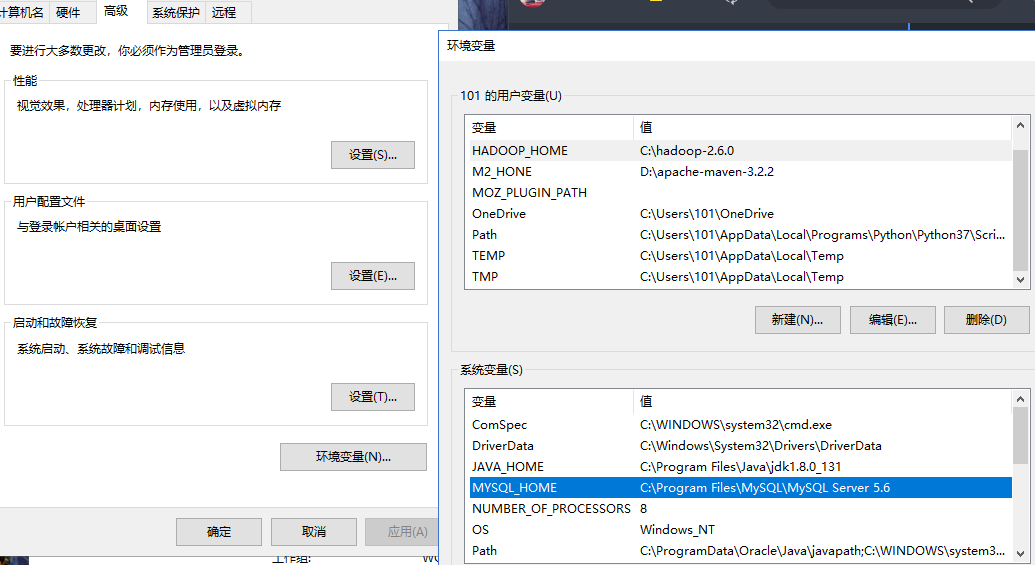 计算机名 硬件 高级 系统保护 远程
要进行大多数更改，你必须作为管理员登录。
性能
视觉效果，处理器计划，内存使用，以及虚拟内存
设置(S)...
用户配置文件
与登录帐户相关的桌面设置
设置(E)...
启动和故障恢复
系统启动、系统故障和调试信息
设置(T)...
环境变量(N)...
确定 取消 应用(A)
工作组:
环境变量
101 的用户变量(U)
变量 值
HADOOP_HOME C:\hadoop-2.6.0
M2_HONE D:\apache-maven-3.2.2
MOZ_PLUGIN_PATH
OneDrive C:\Users\101\OneDrive
Path C:\Users\101\AppData\Local\Programs\Python\Python37\Scri...
TEMP C:\Users\101\AppData\Local\Temp
TMP C:\Users\101\AppData\Local\Temp
新建(N)... 编辑(E)... 删除(D)
系统变量(S)
变量 值
ComSpec C:\WINDOWS\system32\cmd.exe
DriverData C:\Windows\System32\Drivers\DriverData
JAVA_HOME C:\Program Files\Java\jdk1.8.0_131
MYSQL_HOME C:\Program Files\MySQL\MySQL Server 5.6
NUMBER_OF_PROCESSORS 8
OS Windows_NT
Path C:\ProgramData\Oracle\Java\javapath;C:\WINDOWS\system3...